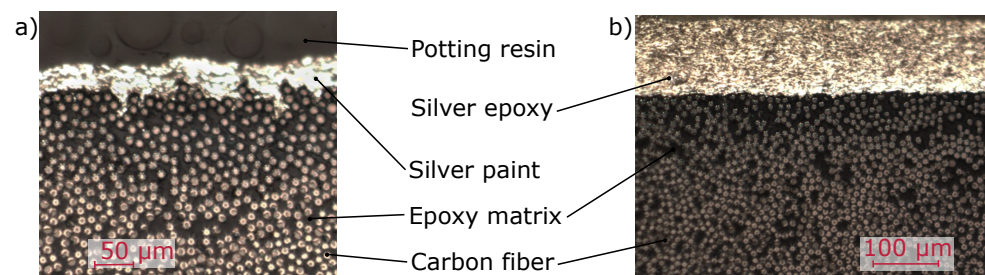 a)
b)
Potting resin
Silver epoxy
Silver paint
Epoxy matrix
Carbon fiber
50 µm
100 µm